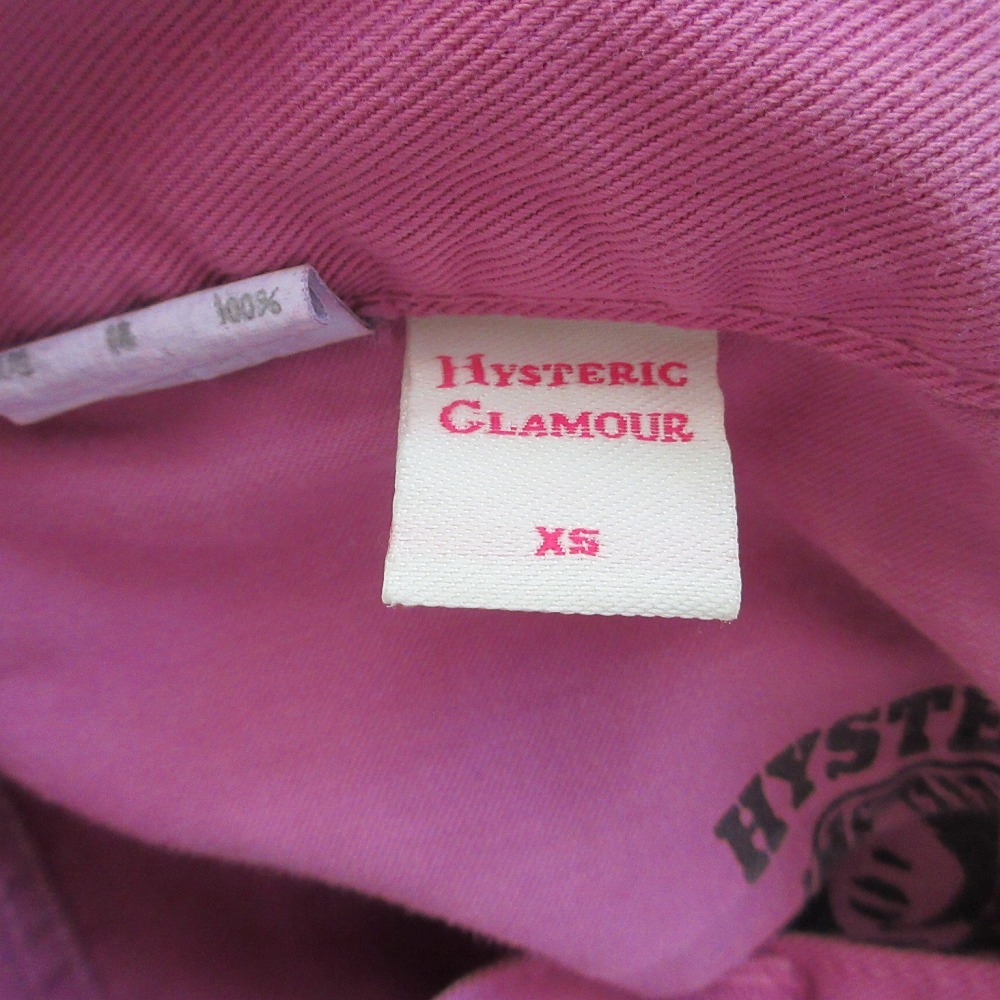 100%
HYSTERIC
GLAMOUR
XS
HYSTE